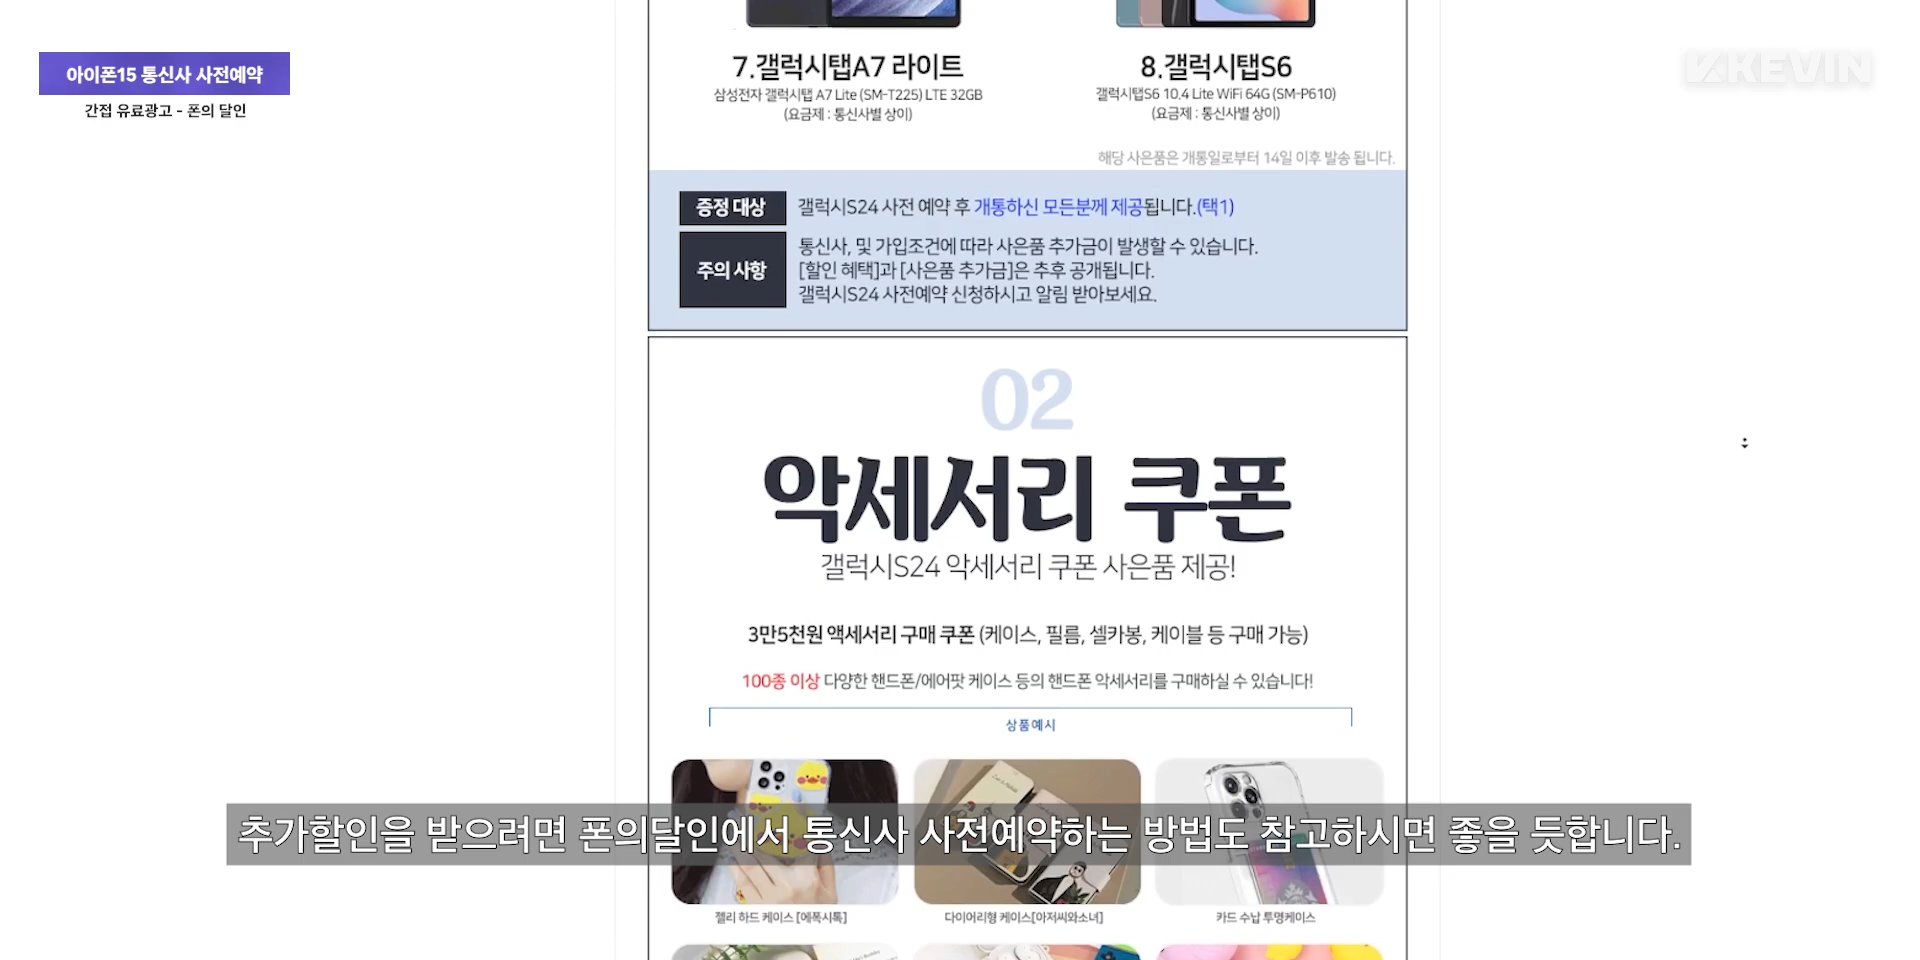 아이폰15 통신사 사전예약
간접 유료광고 - 폰의 달인
KEVIN
7.갤럭시탭A7 라이트
삼성전자 갤럭시탭 A7 Lite (SM-T225) LTE 32GB
(요금제 : 통신사별 상이)
8.갤럭시탭S6
갤럭시탭S6 10.4 Lite WiFi 64G (SM-P610)
(요금제 : 통신사별 상이)
해당 사은품은 개통일로부터 14일 이후 발송 됩니다.
증정 대상
갤럭시S24 사전 예약 후 개통하신 모든분께 제공됩니다.(택1)
주의 사항
통신사, 및 가입조건에 따라 사은품 추가금이 발생할 수 있습니다.
[할인 혜택]과 [사은품 추가금]은 추후 공개됩니다.
갤럭시S24 사전예약 신청하시고 알림 받아보세요.
02
악세서리 쿠폰
갤럭시S24 악세서리 쿠폰 사은품 제공!
3만5천원 액세서리 구매 쿠폰 (케이스, 필름, 셀카봉, 케이블 등 구매 가능)
100종 이상 다양한 핸드폰/에어팟 케이스 등의 핸드폰 악세서리를 구매하실 수 있습니다!
상품예시
추가할인을 받으려면 폰의달인에서 통신사 사전예약하는 방법도 참고하시면 좋을 듯합니다.
젤리 하드 케이스 [에폭시톡]
다이어리형 케이스[아저씨와소녀]
카드 수납 투명케이스